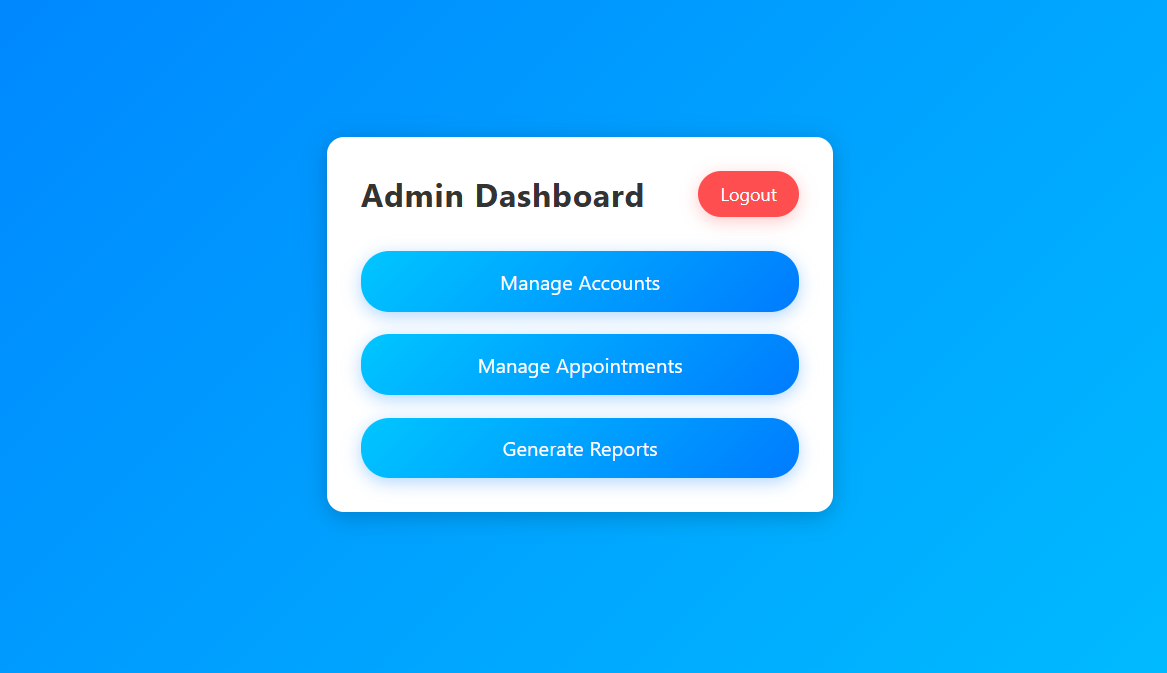 Admin Dashboard
Logout
Manage Accounts
Manage Appointments
Generate Reports